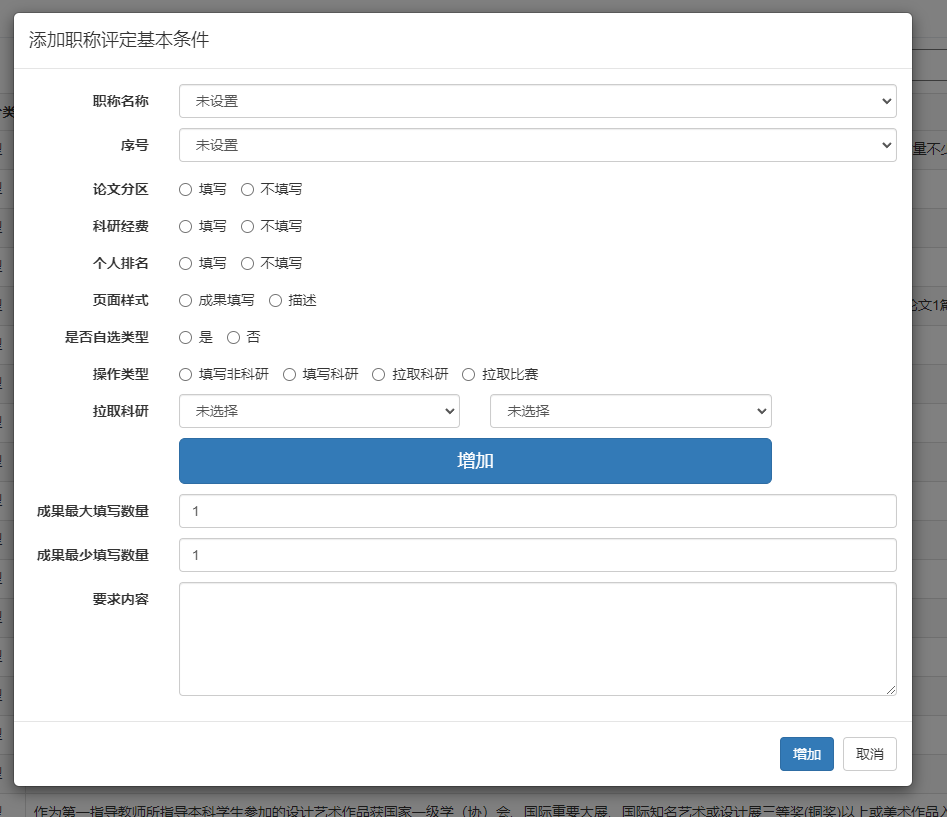 添加职称评定基本条件
职称名称 未设置
序号 未设置
论文分区 填写 不填写
科研经费 填写 不填写
个人排名 填写 不填写
页面样式 成果填写 描述
是否自选类型 是 否
操作类型 填写非科研 填写科研 拉取科研 拉取比赛
拉取科研 未选择 未选择
增加
成果最大填写数量 1
成果最少填写数量 1
要求内容
增加 取消
类
量不
论文1篇
作为第一指导教师所指导本科学生参加的设计艺术作品获国家一级学（协）会、国际重要大展、国际知名艺术或设计展三等奖(铜奖)以上或美术作品入